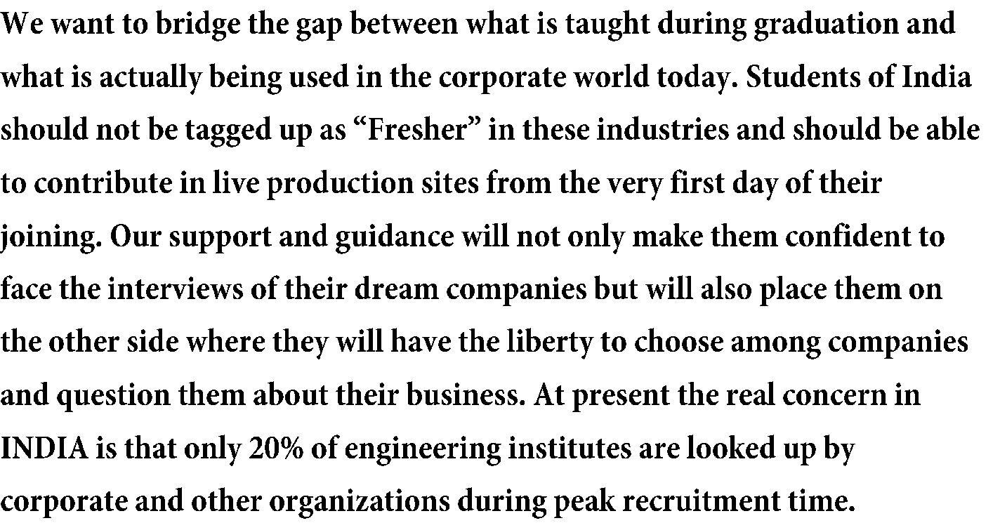 We want to bridge the gap between what is taught during graduation and
what is actually being used in the corporate world today. Students of India
should not be tagged up as “Fresher” in these industries and should be able
to contribute in live production sites from the very first day of their
joining. Our support and guidance will not only make them confident to
face the interviews of their dream companies but will also place them on
the other side where they will have the liberty to choose among companies
and question them about their business. At present the real concern in
INDIA is that only 20% of engineering institutes are looked up by
corporate and other organizations during peak recruitment time.